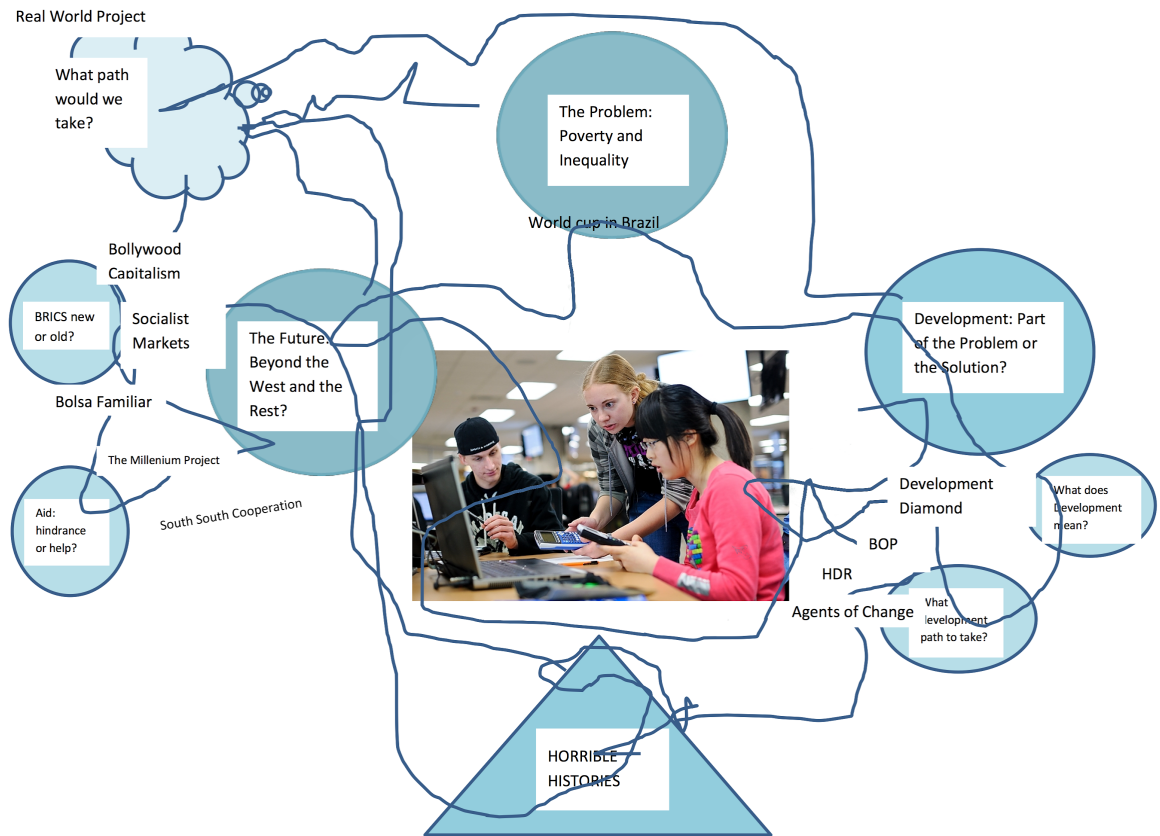 Real World Project
What path
would we
take?
The Problem:
Poverty and
Inequality
World cup in Brazil
Bollywood
Capitalism
BRICS new
or old?
Socialist
Markets
The Future:
Beyond the
West and the
Rest?
Development: Part
of the Problem or
the Solution?
Bolsa Familiar
The Millenium Project
South South Cooperation
Aid:
hindrance
or help?
Development
Diamond
What does
Development
mean?
BOP
HDR
Agents of Change
What
development
path to take?
HORRIBLE
HISTORIES